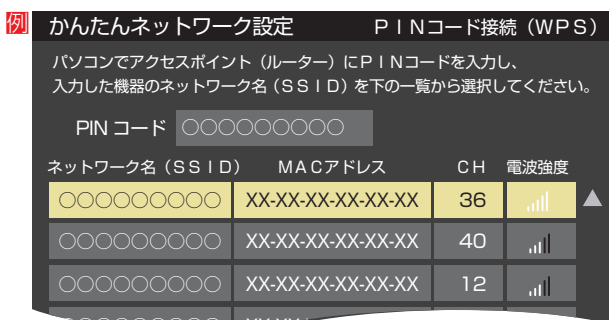 例
かんたんネットワーク設定 PINコード接続（WPS）
パソコンでアクセスポイント（ルーター）にPINコードを入力し、
入力した機器のネットワーク名（SSID）を下の一覧から選択してください。
PINコード ○○○○○○○○○
ネットワーク名（SSID） MACアドレス CH 電波強度
○○○○○○○○○ XX-XX-XX-XX-XX-XX 36
○○○○○○○○○ XX-XX-XX-XX-XX-XX 40
○○○○○○○○○ XX-XX-XX-XX-XX-XX 12